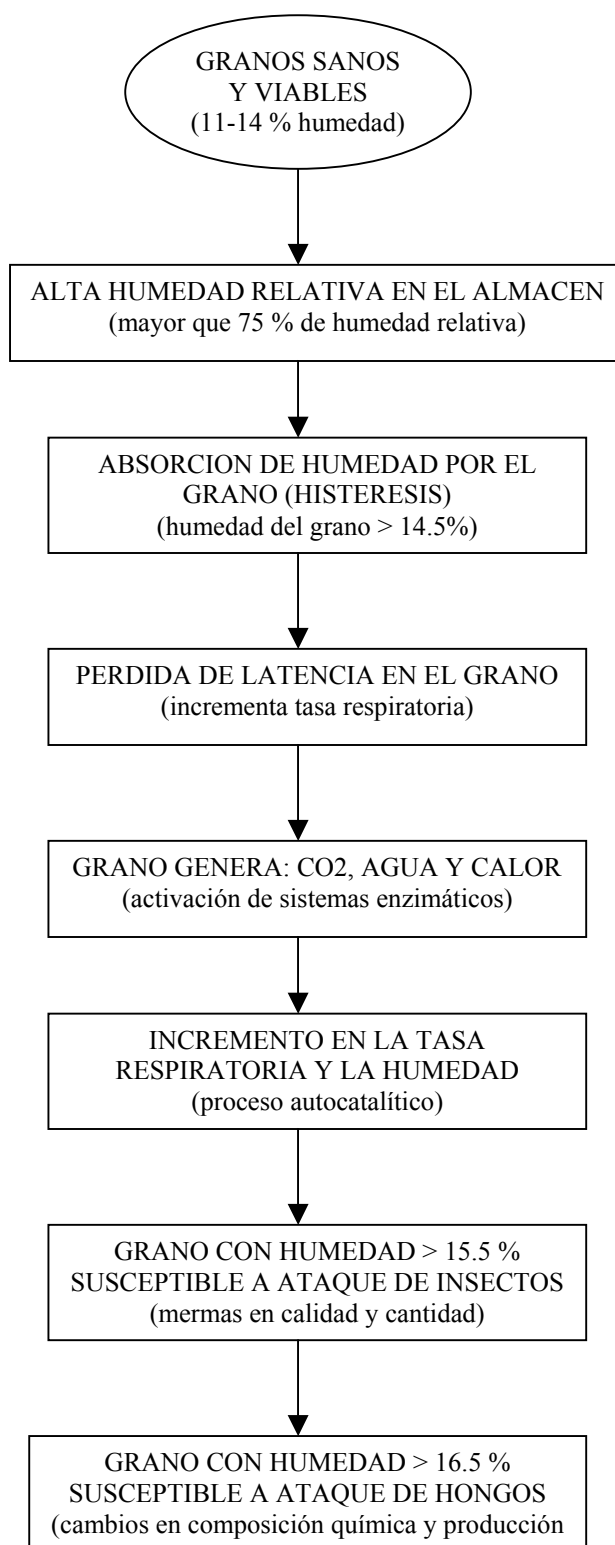 GRANOS SANOS
Y VIABLES
(11-14 % humedad)
ALTA HUMEDAD RELATIVA EN EL ALMACEN
(mayor que 75 % de humedad relativa)
ABSORCION DE HUMEDAD POR EL
GRANO (HISTERESIS)
(humedad del grano > 14.5%)
PERDIDA DE LATENCIA EN EL GRANO
(incrementa tasa respiratoria)
GRANO GENERA: CO2, AGUA Y CALOR
(activación de sistemas enzimáticos)
INCREMENTO EN LA TASA
RESPIRATORIA Y LA HUMEDAD
(proceso autocatalítico)
GRANO CON HUMEDAD > 15.5 %
SUSCEPTIBLE A ATAQUE DE INSECTOS
(mermas en calidad y cantidad)
GRANO CON HUMEDAD > 16.5 %
SUSCEPTIBLE A ATAQUE DE HONGOS
(cambios en composición química y producción